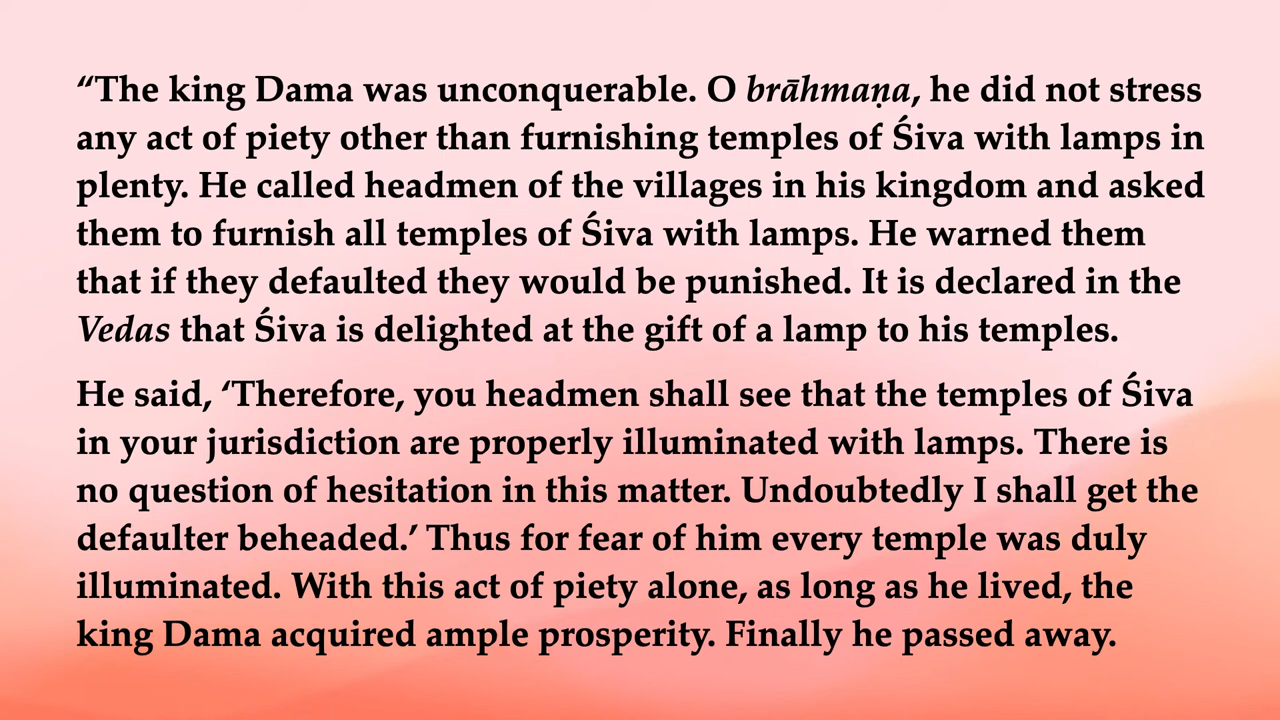 “The king Dama was unconquerable. O brāhmaṇa, he did not stress
any act of piety other than furnishing temples of Śiva with lamps in
plenty. He called headmen of the villages in his kingdom and asked
them to furnish all temples of Śiva with lamps. He warned them
that if they defaulted they would be punished. It is declared in the
Vedas that Śiva is delighted at the gift of a lamp to his temples.
He said, ‘Therefore, you headmen shall see that the temples of Śiva
in your jurisdiction are properly illuminated with lamps. There is
no question of hesitation in this matter. Undoubtedly I shall get the
defaulter beheaded.’ Thus for fear of him every temple was duly
illuminated. With this act of piety alone, as long as he lived, the
king Dama acquired ample prosperity. Finally he passed away.